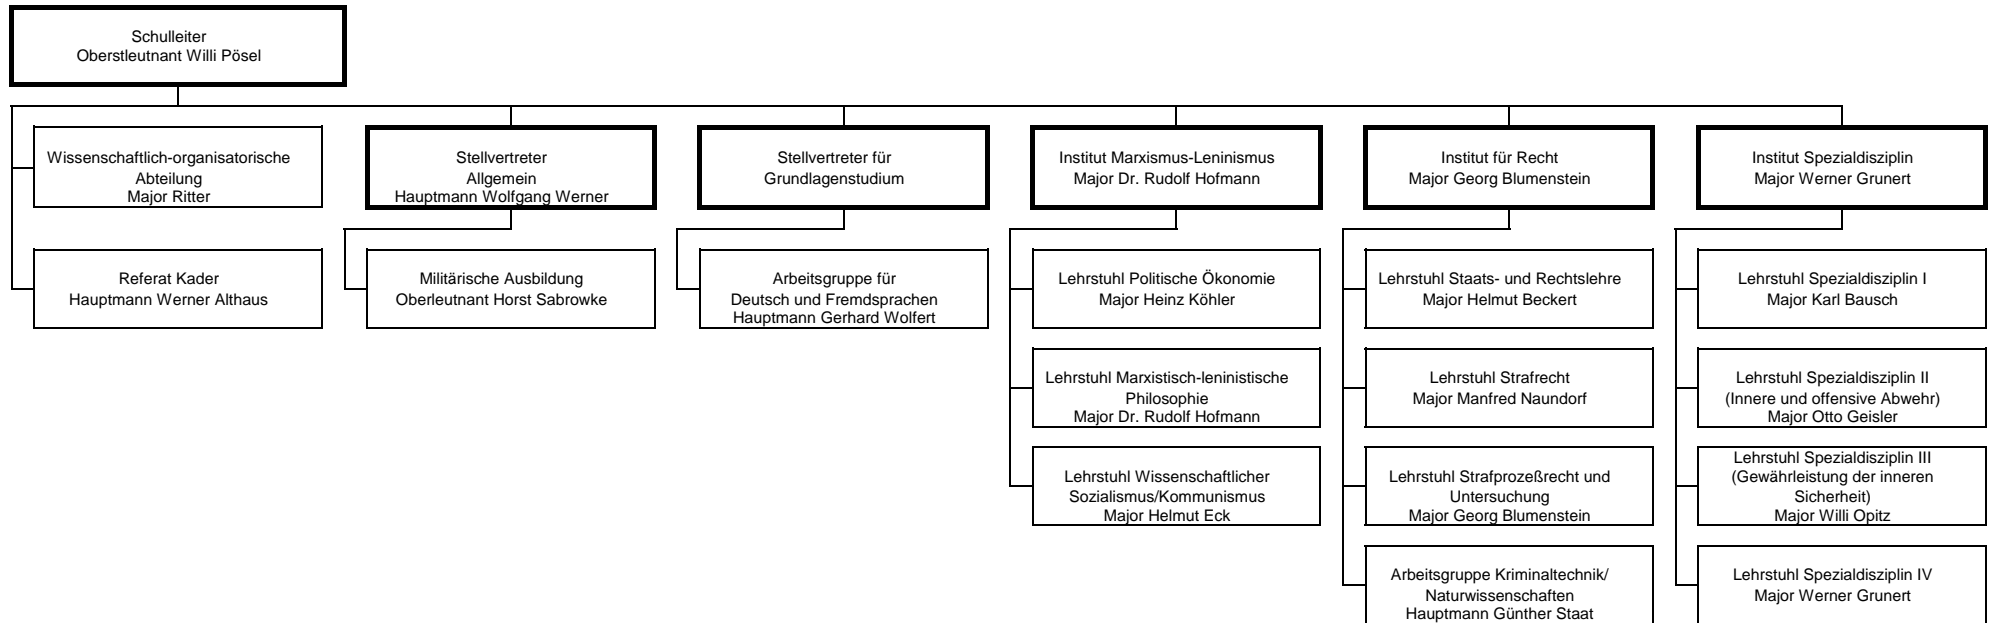 Schulleiter
Oberstleutnant Willi Pösel
Wissenschaftlich-organisatorische
Abteilung
Major Ritter
Referat Kader
Hauptmann Werner Althaus
Stellvertreter
Allgemein
Hauptmann Wolfgang Werner
Militärische Ausbildung
Oberleutnant Horst Sabrowke
Stellvertreter für
Grundlagenstudium
Arbeitsgruppe für
Deutsch und Fremdsprachen
Hauptmann Gerhard Wolfert
Institut Marxismus-Leninismus
Major Dr. Rudolf Hofmann
Lehrstuhl Politische Ökonomie
Major Heinz Köhler
Lehrstuhl Marxistisch-leninistische
Philosophie
Major Dr. Rudolf Hofmann
Lehrstuhl Wissenschaftlicher
Sozialismus/Kommunismus
Major Helmut Eck
Institut für Recht
Major Georg Blumenstein
Lehrstuhl Staats- und Rechtslehre
Major Helmut Beckert
Lehrstuhl Strafrecht
Major Manfred Naundorf
Lehrstuhl Strafprozeßrecht und
Untersuchung
Major Georg Blumenstein
Arbeitsgruppe Kriminaltechnik/
Naturwissenschaften
Hauptmann Günther Staat
Institut Spezialdisziplin
Major Werner Grunert
Lehrstuhl Spezialdisziplin I
Major Karl Bausch
Lehrstuhl Spezialdisziplin II
(Innere und offensive Abwehr)
Major Otto Geisler
Lehrstuhl Spezialdisziplin III
(Gewährleistung der inneren
Sicherheit)
Major Willi Opitz
Lehrstuhl Spezialdisziplin IV
Major Werner Grunert